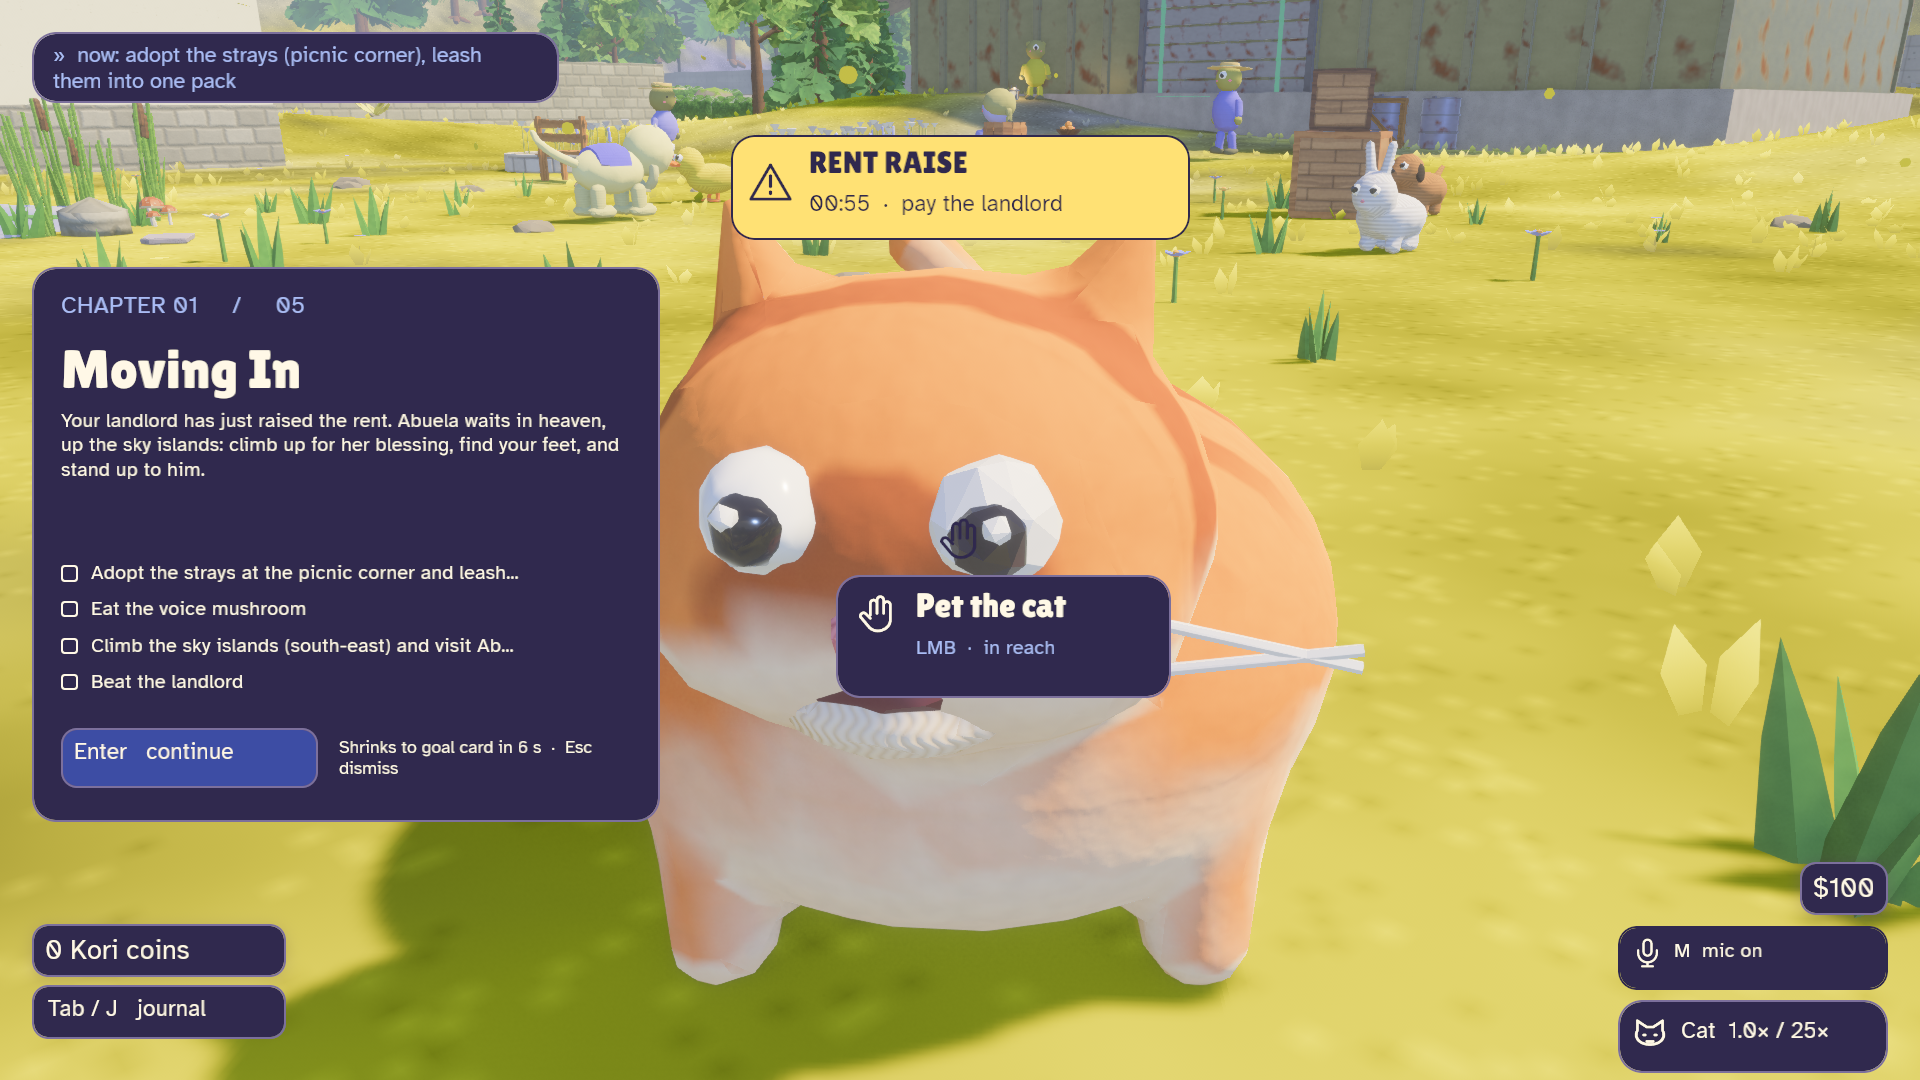 » now: adopt the strays (picnic corner), leash
them into one pack
RENT RAISE
00:55 · pay the landlord
CHAPTER 01 / 05
Moving In
Your landlord has just raised the rent. Abuela waits in heaven,
up the sky islands: climb up for her blessing, find your feet, and
stand up to him.
Adopt the strays at the picnic corner and leash...
Eat the voice mushroom
Climb the sky islands (south-east) and visit Ab...
Beat the landlord
Enter continue
Shrinks to goal card in 6 s · Esc
dismiss
Pet the cat
LMB · in reach
0 Kori coins
Tab / J journal
$100
M mic on
Cat 1.0× / 25×